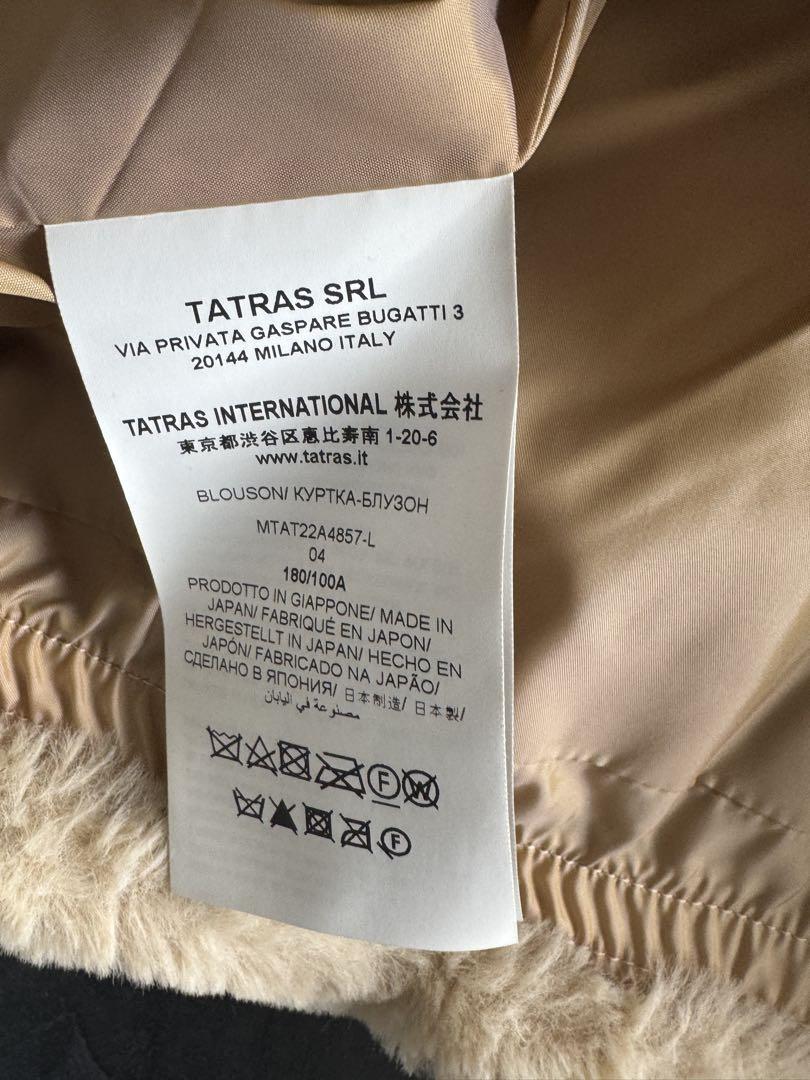 TATRAS SRL
VIA PRIVATA GASPARE BUGATTI 3
20144 MILANO ITALY
TATRAS INTERNATIONAL 株式会社
東京都渋谷区恵比寿南 1-20-6
www.tatras.it
BLOUSON/ КУРТКА-БЛУЗОН
MTAT22A4857-L
04
180/100A
PRODOTTO IN GIAPPONE/ MADE IN
JAPAN/ FABRIQUÉ EN JAPON/
HERGESTELLT IN JAPAN/ HECHO EN
JAPÓN/ FABRICADO NA JAPÃO/
СДЕЛАНО В ЯПОНИЯ/ 日本制造/ 日本製/
مصنوعة في اليابان
F W
F